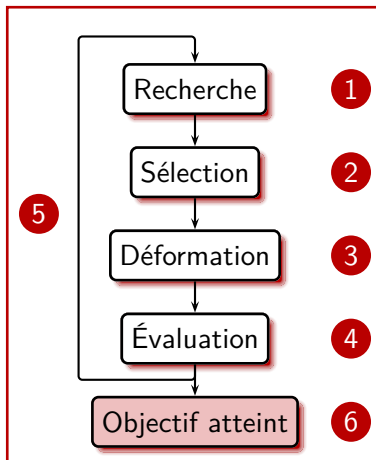 Recherche 1
Sélection 2
5
Déformation 3
Évaluation 4
Objectif atteint 6